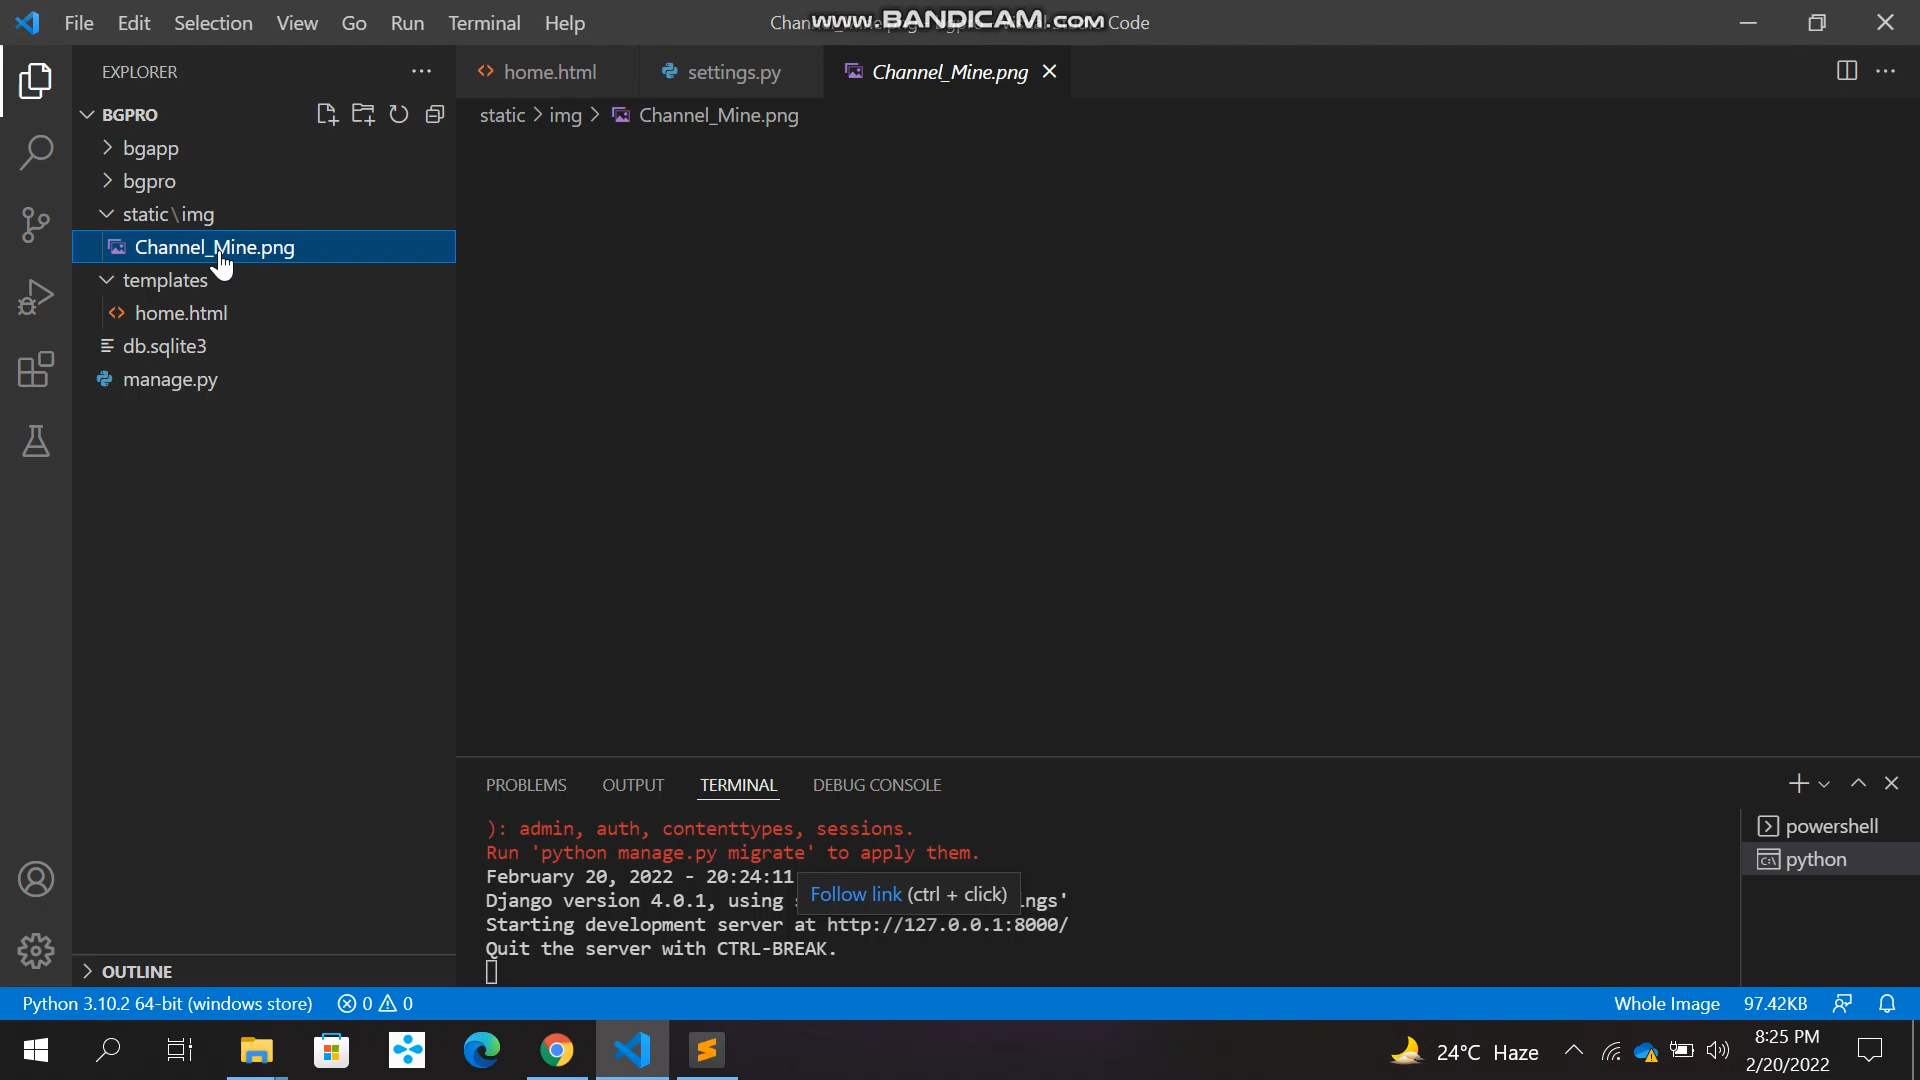 File Edit Selection View Go Run Terminal Help
www.BANDICAM.com
Code
EXPLORER
home.html
settings.py
Channel_Mine.png
BGPRO
static > img > Channel_Mine.png
bgapp
bgpro
static\img
Channel_Mine.png
templates
home.html
db.sqlite3
manage.py
PROBLEMS OUTPUT TERMINAL DEBUG CONSOLE
): admin, auth, contenttypes, sessions.
Run 'python manage.py migrate' to apply them.
February 20, 2022 - 20:24:11
Follow link (ctrl + click)
Django version 4.0.1, using
ngs'
Starting development server at http://127.0.0.1:8000/
Quit the server with CTRL-BREAK.
powershell
python
OUTLINE
Python 3.10.2 64-bit (windows store) 0 0
Whole Image 97.42KB
24°C Haze
8:25 PM
2/20/2022